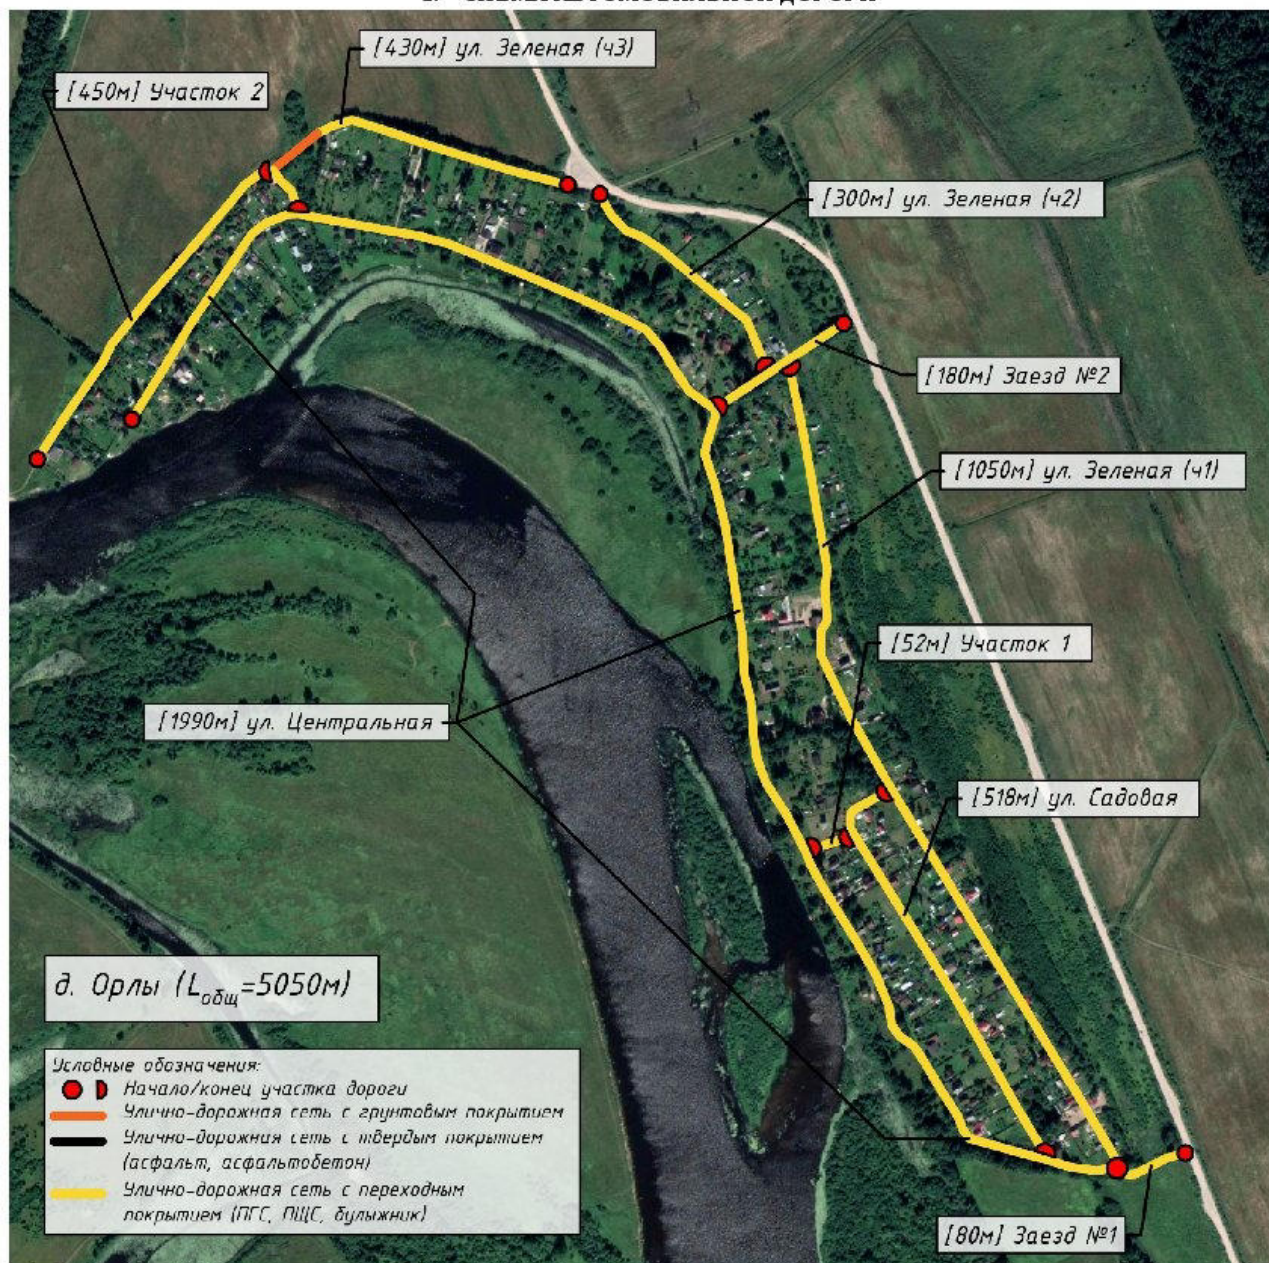 [430м] ул. Зеленая (ч3)
[450м] Участок 2
[300м] ул. Зеленая (ч2)
[180м] Заезд №2
[1050м] ул. Зеленая (ч1)
[52м] Участок 1
[1990м] ул. Центральная
[518м] ул. Садовая
д. Орлы (Lобщ=5050м)
Условные обозначения:
Начало/конец участка дороги
Улично-дорожная сеть с грунтовым покрытием
Улично-дорожная сеть с твердым покрытием
(асфальт, асфальтобетон)
Улично-дорожная сеть с переходным
покрытием (ПГС, ПЩС, булыжник)
[80м] Заезд №1